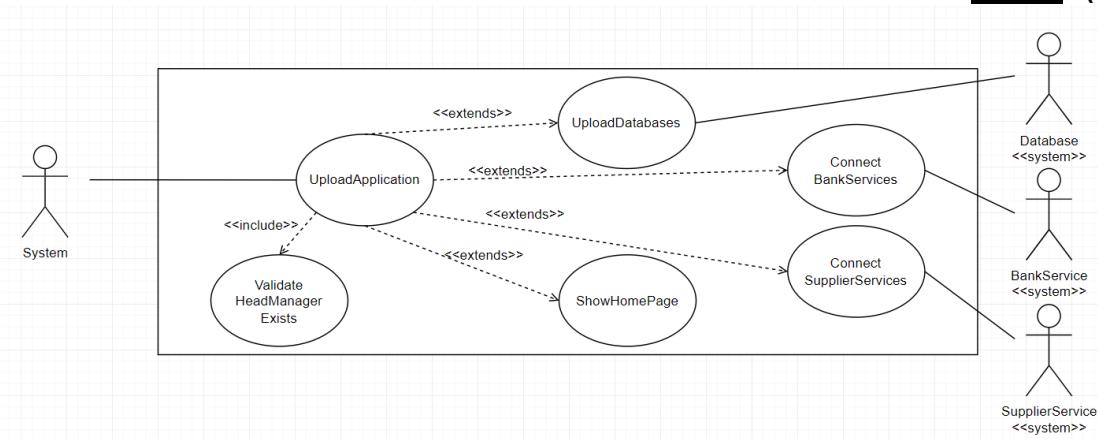 <<extends>>
UploadDatabases
Database
<<system>>
UploadApplication
<<extends>>
Connect
BankServices
<<include>>
<<extends>>
System
<<extends>>
Connect
SupplierServices
BankService
<<system>>
Validate
HeadManager
Exists
ShowHomePage
SupplierService
<<system>>